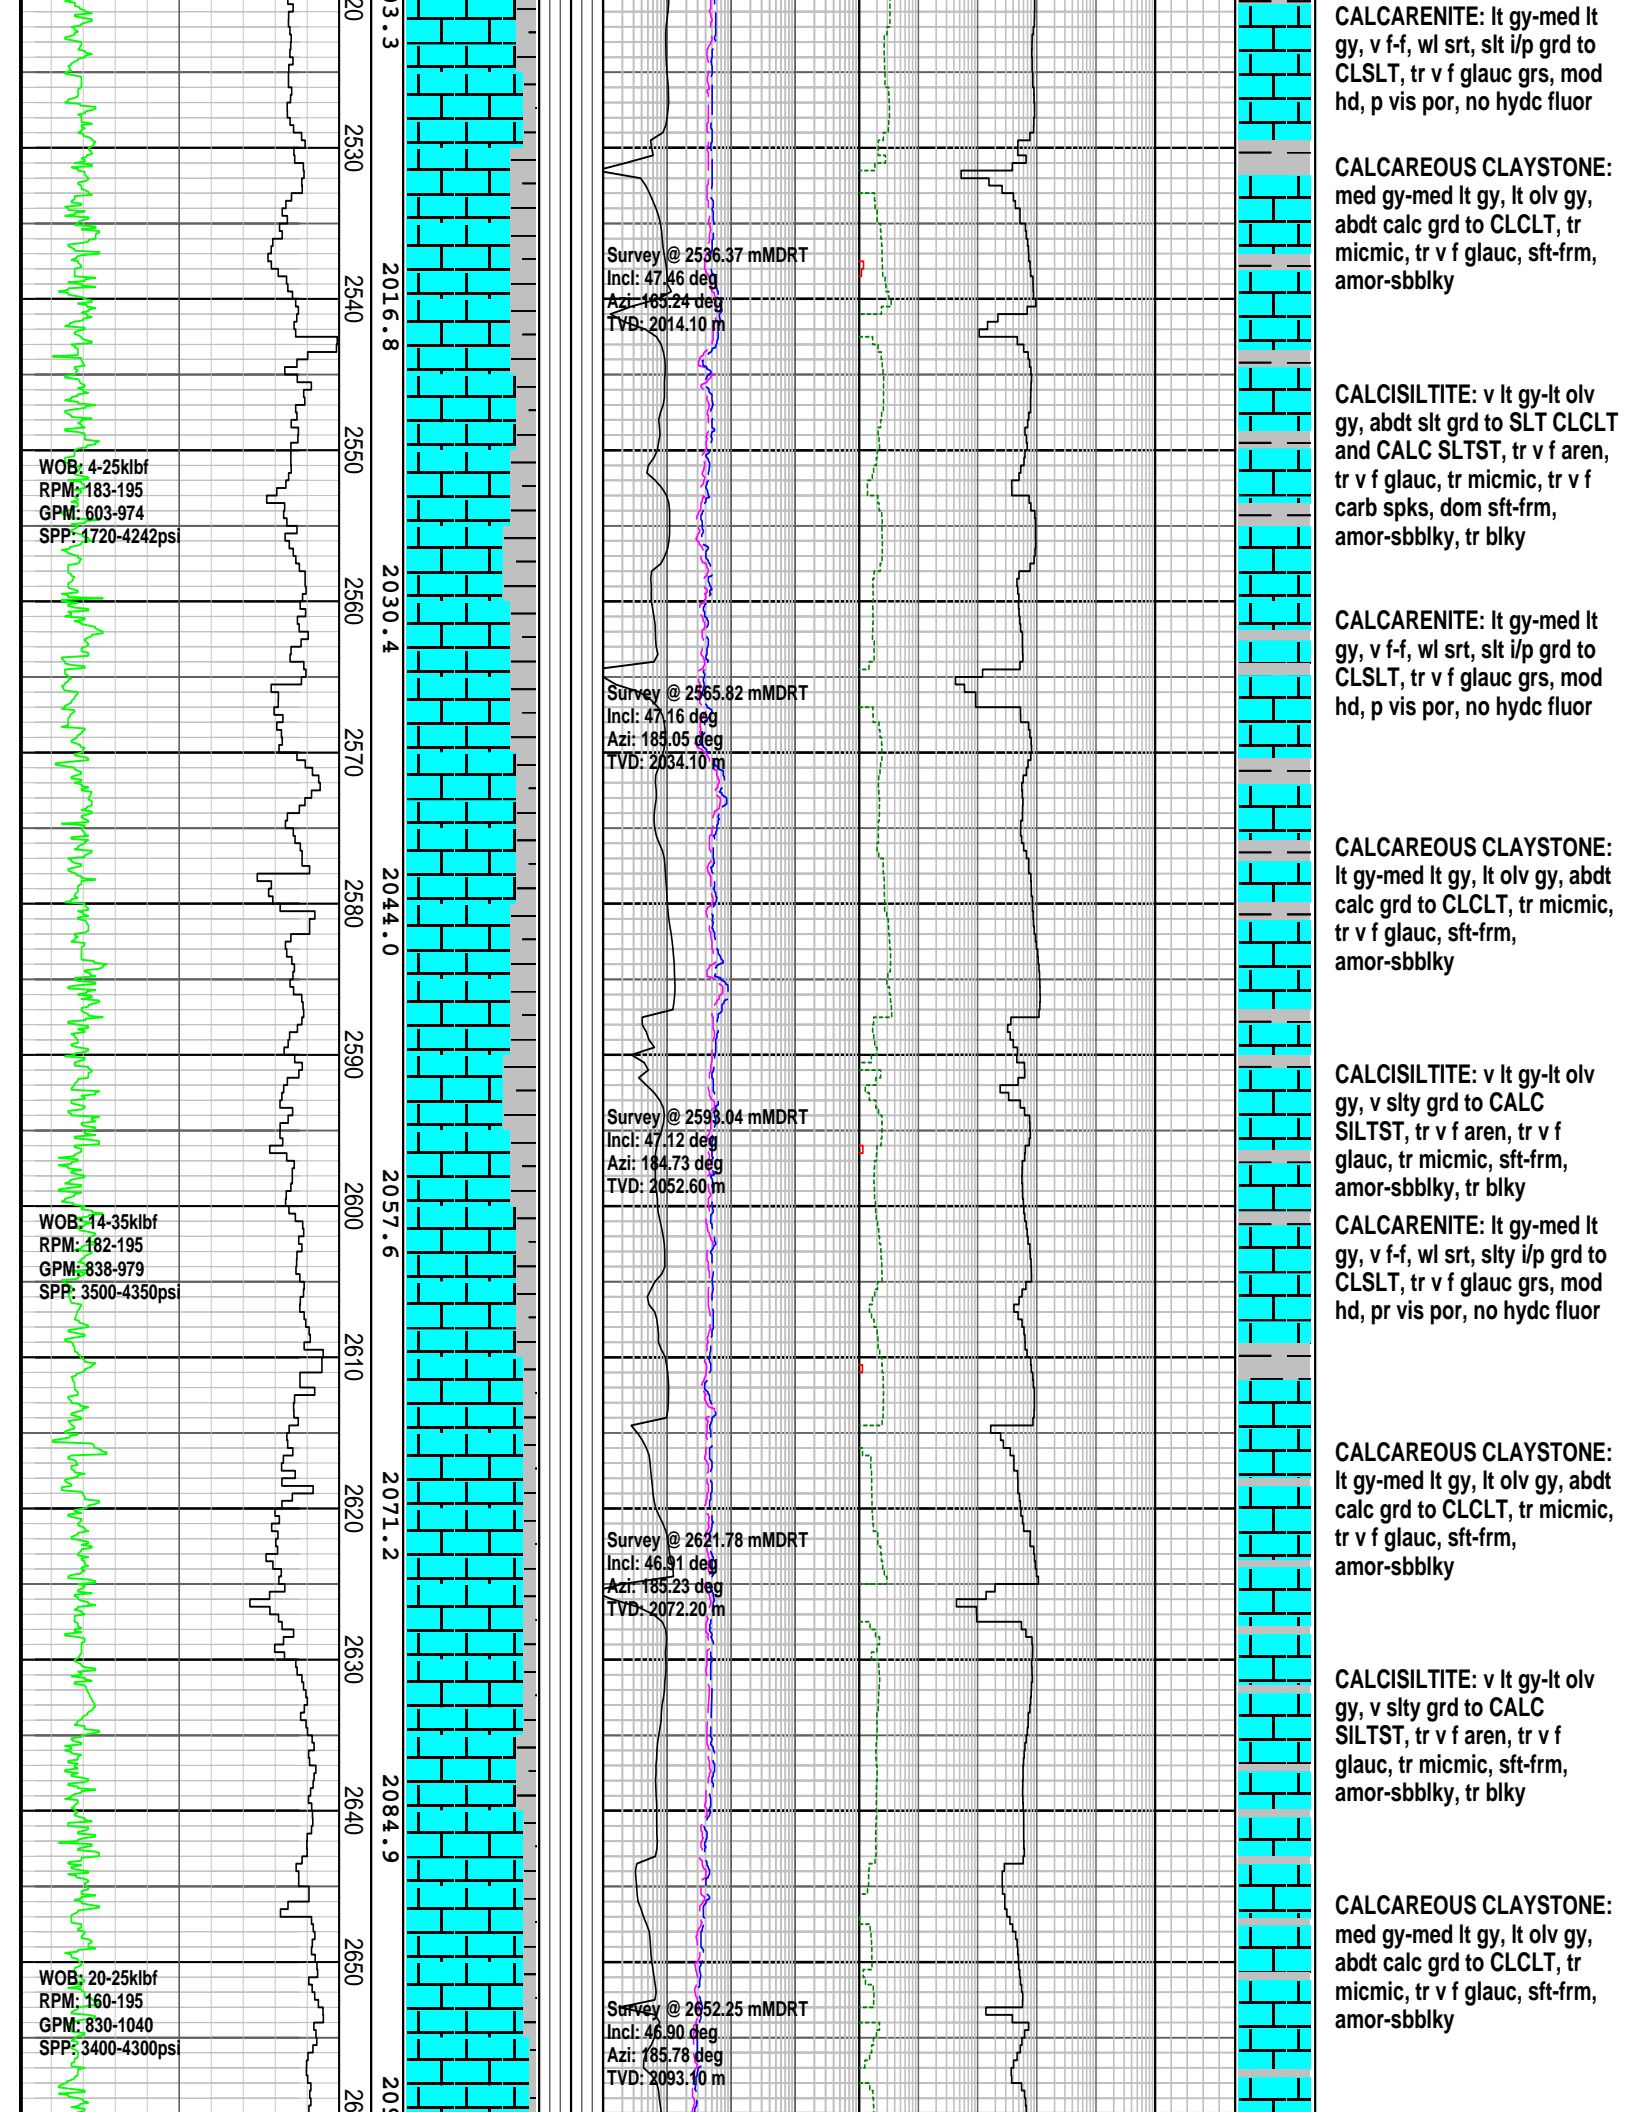 20
2530
2540
2550
2560
2570
2580
2590
2600
2610
2620
2630
2640
2650
26
03.3
2016.8
2030.4
2044.0
2057.6
2071.2
2084.9
209
WOB: 4-25klbf
RPM: 183-195
GPM: 603-974
SPP: 1720-4242psi
WOB: 14-35klbf
RPM: 182-195
GPM: 838-979
SPP: 3500-4350psi
WOB: 20-25klbf
RPM: 160-195
GPM: 830-1040
SPP: 3400-4300psi
Survey @ 2536.37 mMDRT
Incl: 47.46 deg
Azi: 185.24 deg
TVD: 2014.10 m
Survey @ 2565.82 mMDRT
Incl: 47.16 deg
Azi: 185.05 deg
TVD: 2034.10 m
Survey @ 2593.04 mMDRT
Incl: 47.12 deg
Azi: 184.73 deg
TVD: 2052.60 m
Survey @ 2621.78 mMDRT
Incl: 46.91 deg
Azi: 185.23 deg
TVD: 2072.20 m
Survey @ 2652.25 mMDRT
Incl: 46.90 deg
Azi: 185.78 deg
TVD: 2093.10 m
CALCARENITE: lt gy-med lt
gy, v f-f, wl srt, slt i/p grd to
CLSLT, tr v f glauc grs, mod
hd, p vis por, no hydc fluor
CALCAREOUS CLAYSTONE:
med gy-med lt gy, lt olv gy,
abdt calc grd to CLCLT, tr
micmic, tr v f glauc, sft-frm,
amor-sbblky
CALCISILTITE: v lt gy-lt olv
gy, abdt slt grd to SLT CLCLT
and CALC SLTST, tr v f aren,
tr v f glauc, tr micmic, tr v f
carb spks, dom sft-frm,
amor-sbblky, tr blky
CALCARENITE: lt gy-med lt
gy, v f-f, wl srt, slt i/p grd to
CLSLT, tr v f glauc grs, mod
hd, p vis por, no hydc fluor
CALCAREOUS CLAYSTONE:
lt gy-med lt gy, lt olv gy, abdt
calc grd to CLCLT, tr micmic,
tr v f glauc, sft-frm,
amor-sbblky
CALCISILTITE: v lt gy-lt olv
gy, v slty grd to CALC
SILTST, tr v f aren, tr v f
glauc, tr micmic, sft-frm,
amor-sbblky, tr blky
CALCARENITE: lt gy-med lt
gy, v f-f, wl srt, slty i/p grd to
CLSLT, tr v f glauc grs, mod
hd, pr vis por, no hydc fluor
CALCAREOUS CLAYSTONE:
lt gy-med lt gy, lt olv gy, abdt
calc grd to CLCLT, tr micmic,
tr v f glauc, sft-frm,
amor-sbblky
CALCISILTITE: v lt gy-lt olv
gy, v slty grd to CALC
SILTST, tr v f aren, tr v f
glauc, tr micmic, sft-frm,
amor-sbblky, tr blky
CALCAREOUS CLAYSTONE:
med gy-med lt gy, lt olv gy,
abdt calc grd to CLCLT, tr
micmic, tr v f glauc, sft-frm,
amor-sbblky